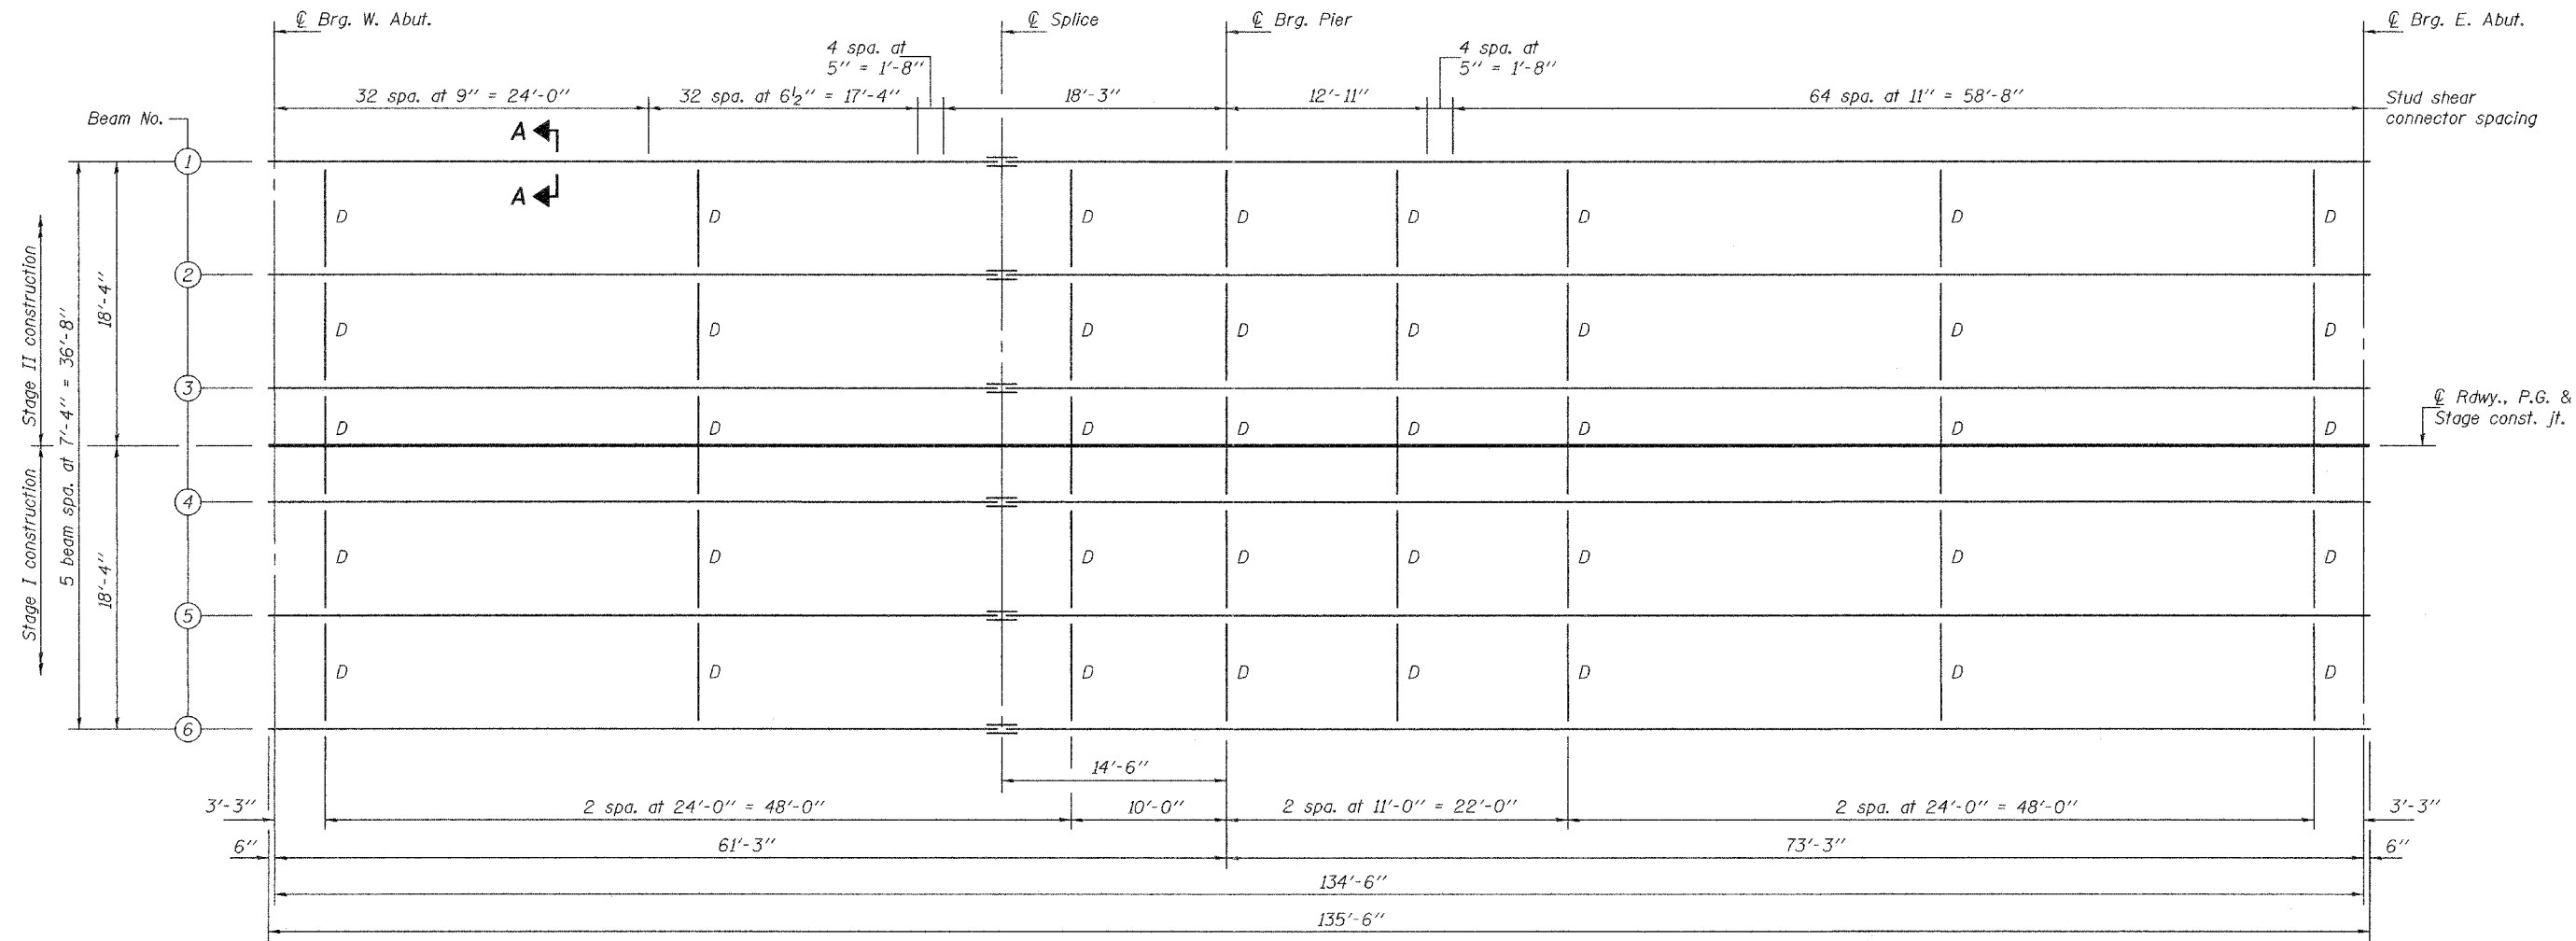 ℄ Brg. W. Abut.
℄ Splice
℄ Brg. Pier
℄ Brg. E. Abut.
4 spa. at
5" = 1'-8"
4 spa. at
5" = 1'-8"
32 spa. at 9" = 24'-0"
32 spa. at 6½" = 17'-4"
18'-3"
12'-11"
64 spa. at 11" = 58'-8"
Stud shear
connector spacing
Beam No.
A
A
1
D D D D D D D D
2
D D D D D D D D
3
D D D D D D D D
℄ Rdwy., P.G. &
Stage const. jt.
4
D D D D D D D D
5
D D D D D D D D
6
Stage II construction
Stage I construction
5 beam spa. at 7'-4" = 36'-8"
18'-4"
18'-4"
14'-6"
3'-3"
2 spa. at 24'-0" = 48'-0"
10'-0"
2 spa. at 11'-0" = 22'-0"
2 spa. at 24'-0" = 48'-0"
3'-3"
6"
61'-3"
73'-3"
6"
134'-6"
135'-6"